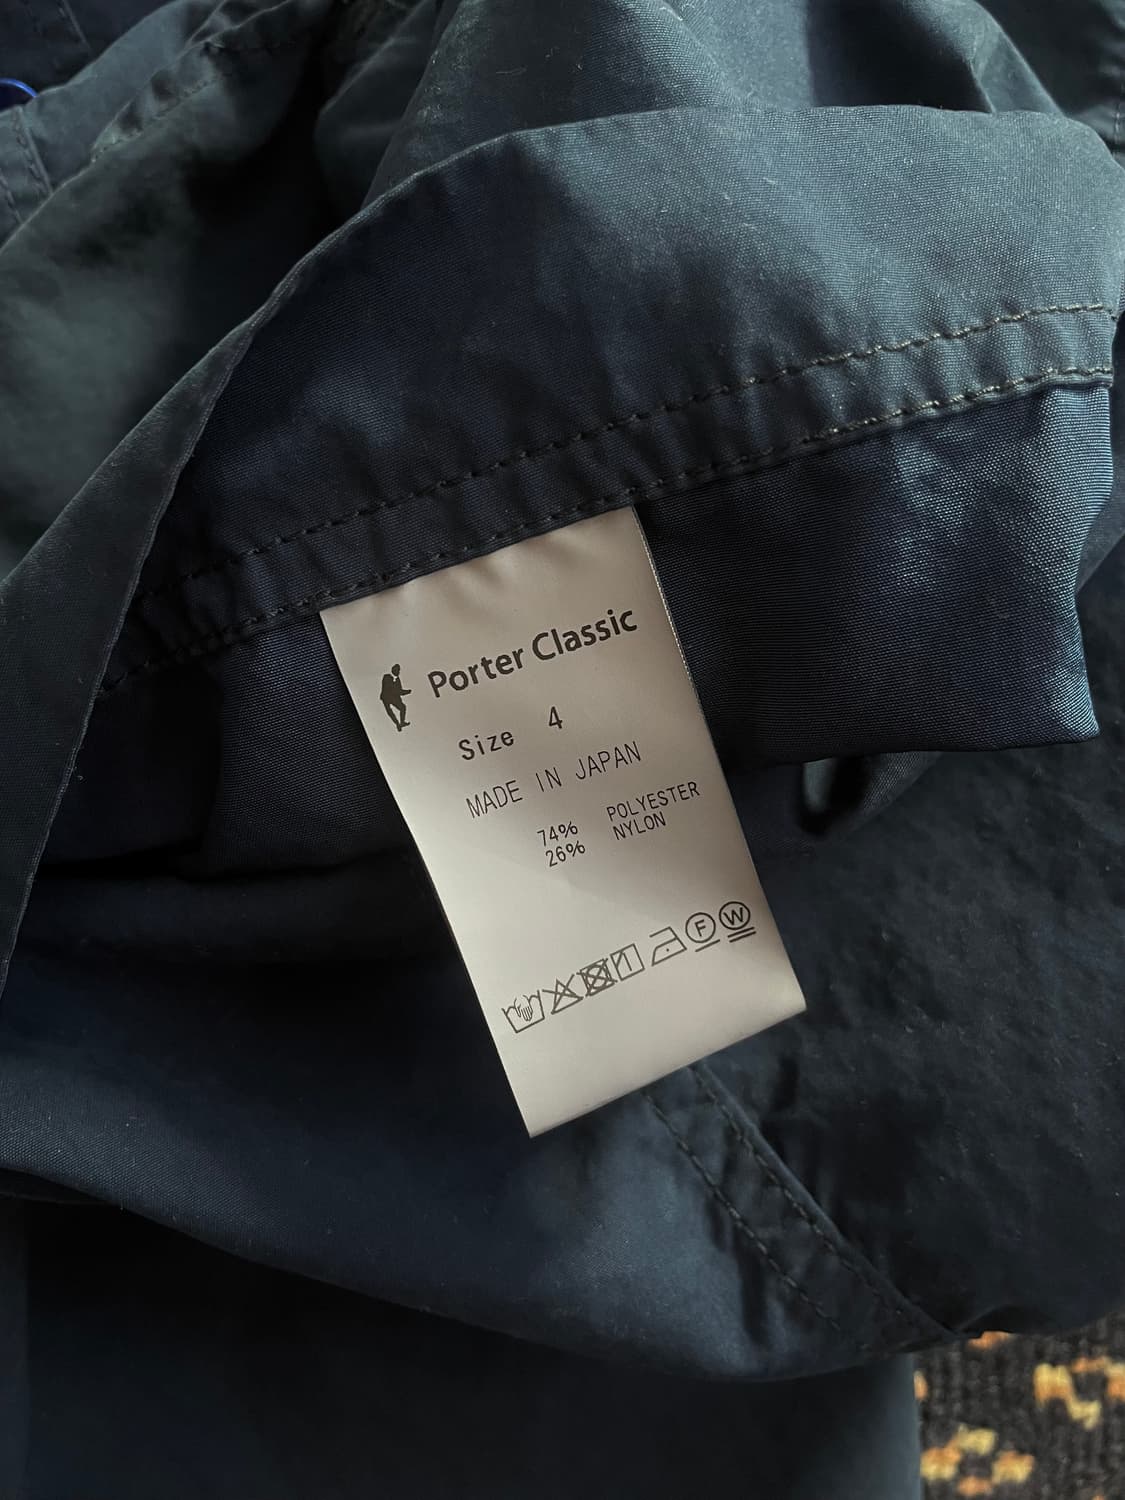 Porter Classic
Size 4
MADE IN JAPAN
74% POLYESTER
26% NYLON
F W